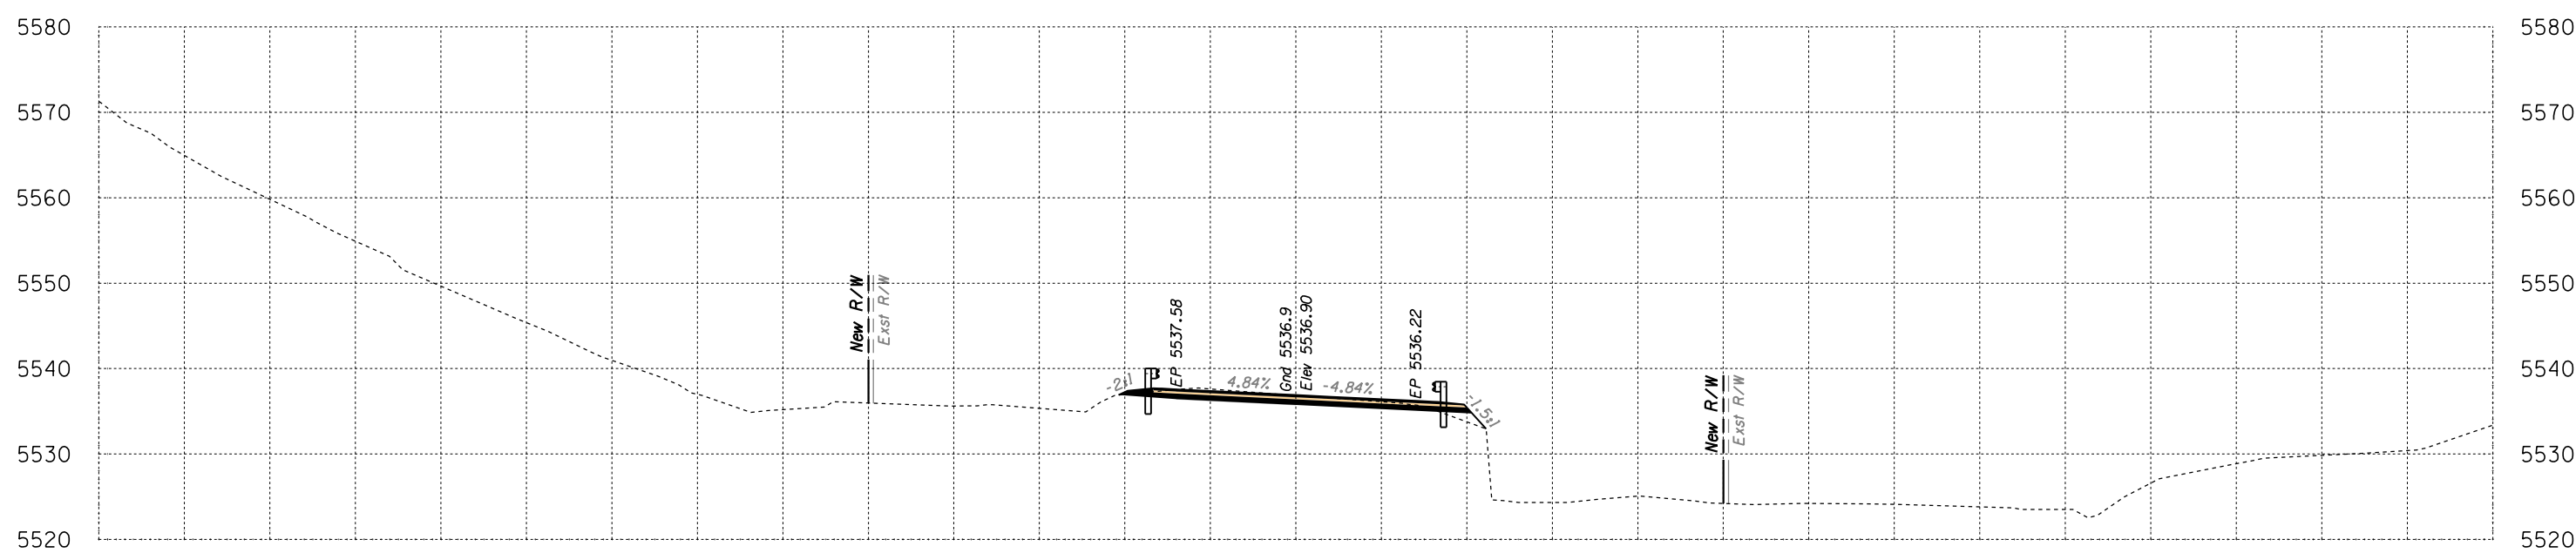 5580 5580
5570 5570
5560 5560
5550 5550
5540 5540
5530 5530
5520 5520
New R/W
Exst R/W
-2:1
EP 5537.58
4.84%
Gnd 5536.9
Elev 5536.90
-4.84%
EP 5536.22
-1.5:1
New R/W
Exst R/W